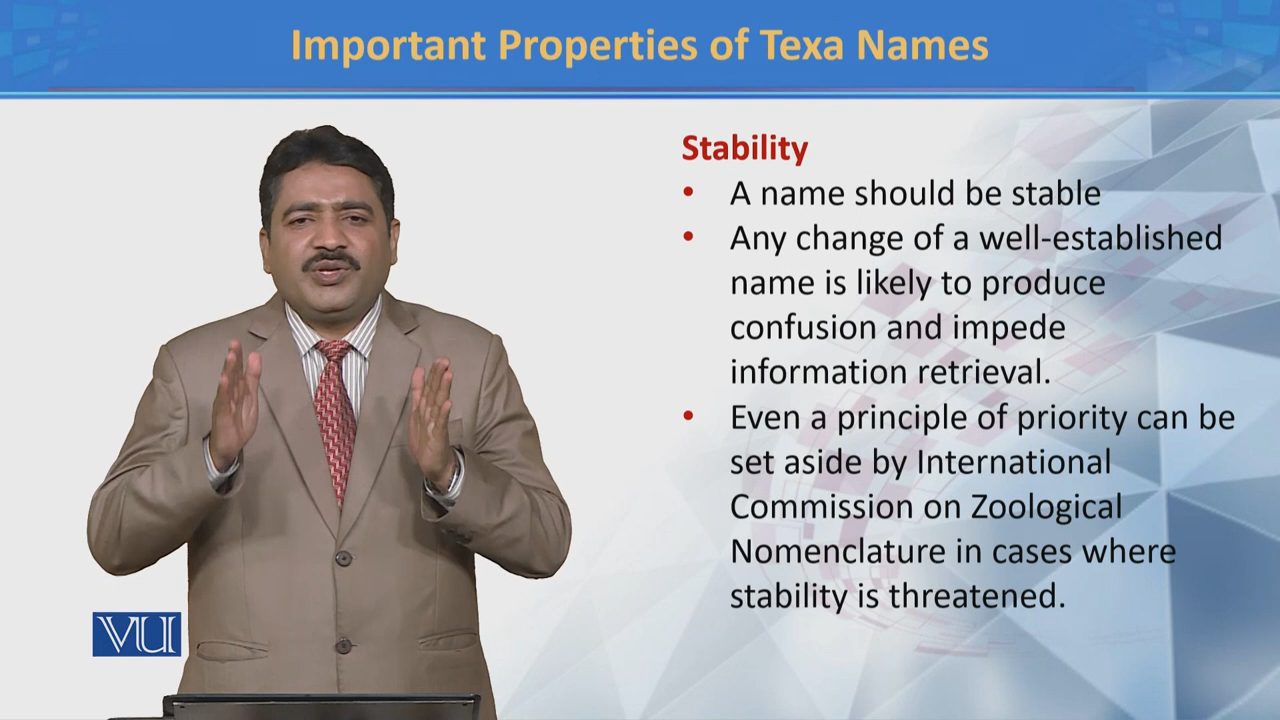 Important Properties of Texa Names
Stability
• A name should be stable
• Any change of a well-established
name is likely to produce
confusion and impede
information retrieval.
• Even a principle of priority can be
set aside by International
Commission on Zoological
Nomenclature in cases where
stability is threatened.
VU